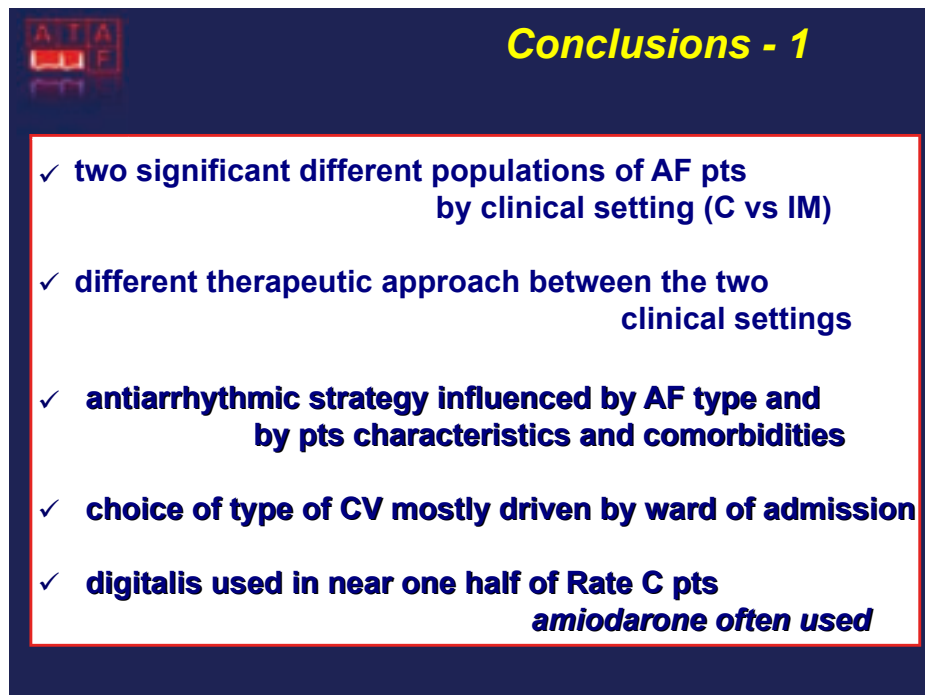 A T A
F
Conclusions - 1
✓ two significant different populations of AF pts
by clinical setting (C vs IM)
✓ different therapeutic approach between the two
clinical settings
✓ antiarrhythmic strategy influenced by AF type and
by pts characteristics and comorbidities
✓ choice of type of CV mostly driven by ward of admission
✓ digitalis used in near one half of Rate C pts
amiodarone often used